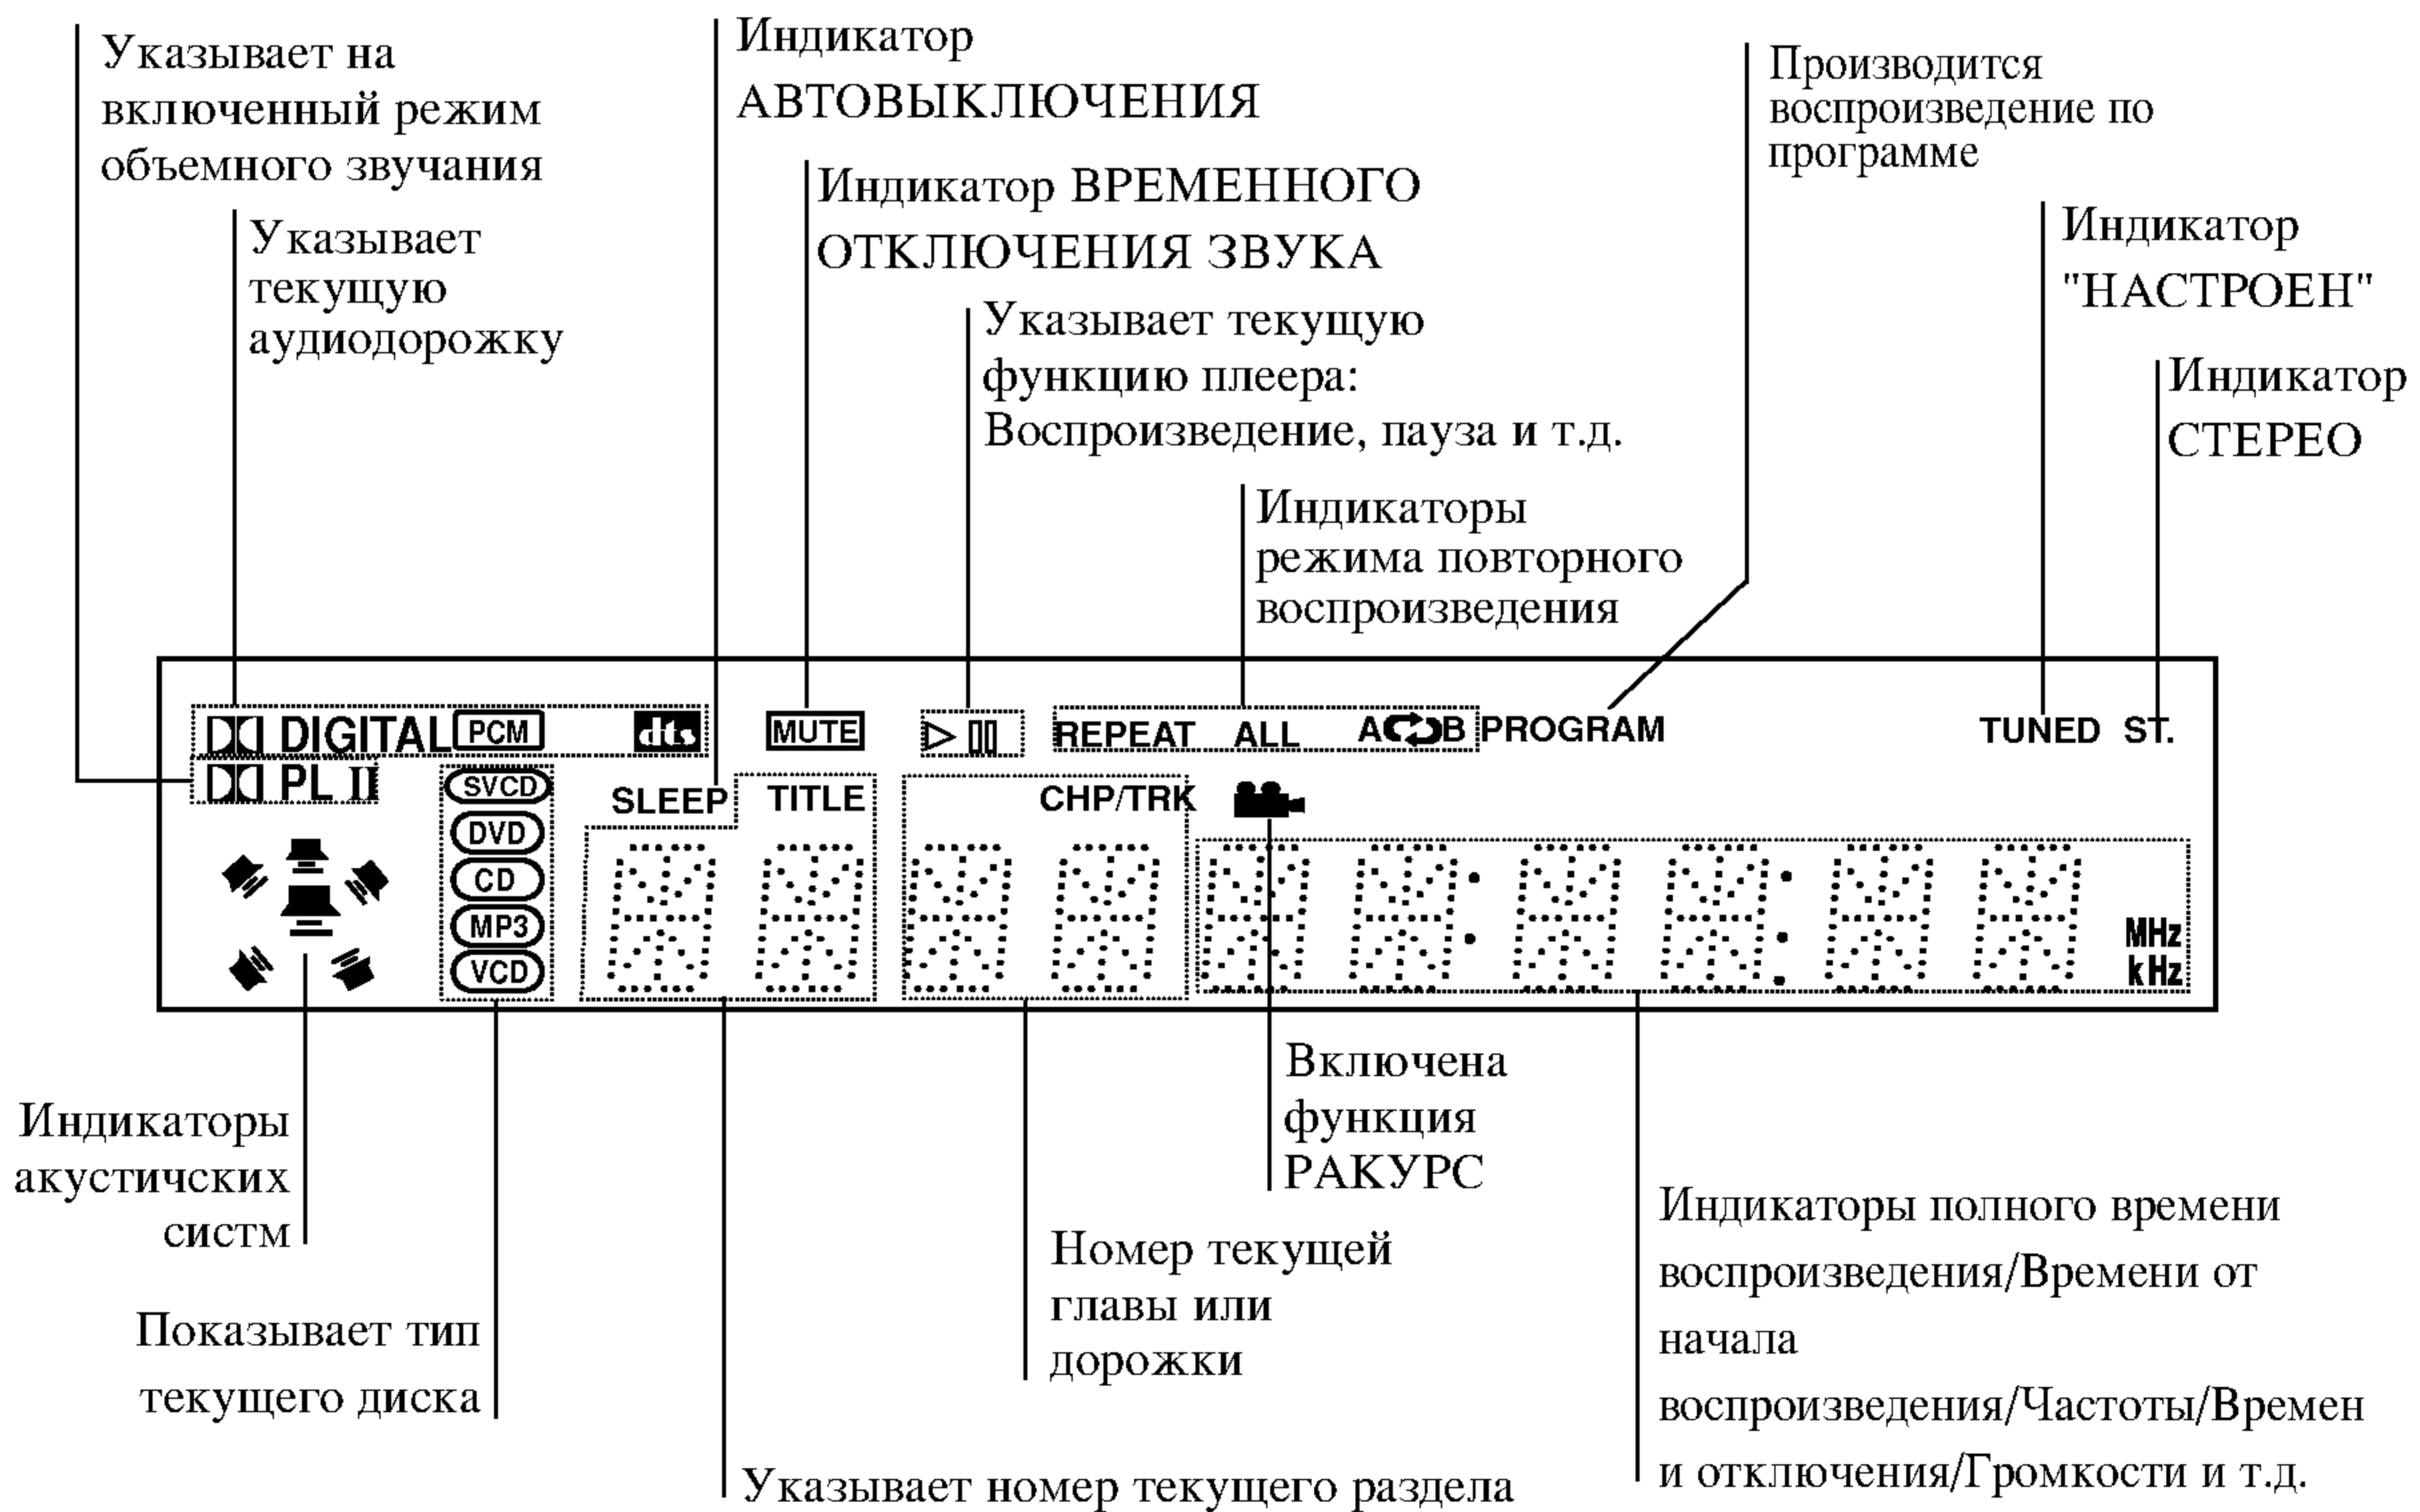 Указывает на
включенный режим
объемного звучания
Указывает
текущую
аудиодорожку
Индикатор
АВТОВЫКЛЮЧЕНИЯ
Индикатор ВРЕМЕННОГО
ОТКЛЮЧЕНИЯ ЗВУКА
Указывает текущую
функцию плеера:
Воспроизведение, пауза и т.д.
Индикаторы
режима повторного
воспроизведения
Производится
воспроизведение по
программе
Индикатор
"НАСТРОЕН"
Индикатор
СТЕРЕО
DIGITAL PCM dts MUTE REPEAT ALL A B PROGRAM TUNED ST.
PL II
SVCD
DVD
CD
MP3
VCD
SLEEP TITLE CHP/TRK
MHz
kHz
Индикаторы
акустичских
систм
Показывает тип
текущего диска
Указывает номер текущего раздела
Номер текущей
главы или
дорожки
Включена
функция
РАКУРС
Индикаторы полного времени
воспроизведения/Времени от
начала
воспроизведения/Частоты/Времен
и отключения/Громкости и т.д.